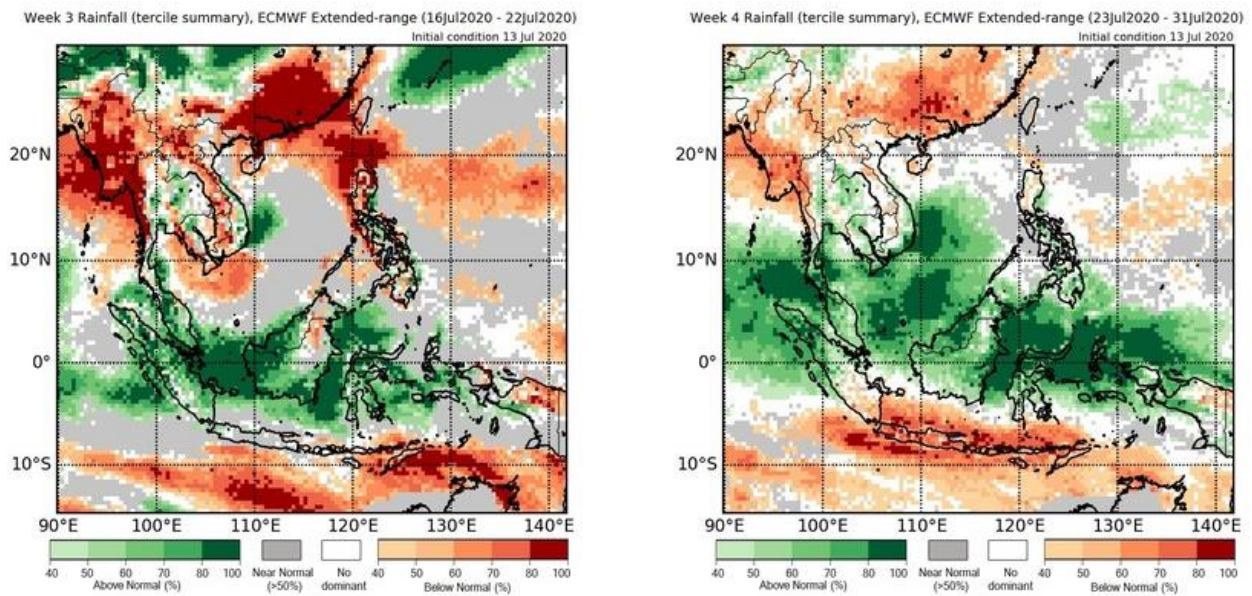 Week 3 Rainfall (tercile summary), ECMWF Extended-range (16Jul2020 - 22Jul2020)
Initial condition 13 Jul 2020
20°N
10°N
0°
10°S
90°E 100°E 110°E 120°E 130°E 140°E
40 50 60 70 80 100
Above Normal (%)
Near Normal
(>50%)
No
dominant
40 50 60 70 80 100
Below Normal (%)
Week 4 Rainfall (tercile summary), ECMWF Extended-range (23Jul2020 - 31Jul2020)
Initial condition 13 Jul 2020
20°N
10°N
0°
10°S
90°E 100°E 110°E 120°E 130°E 140°E
40 50 60 70 80 100
Above Normal (%)
Near Normal
(>50%)
No
dominant
40 50 60 70 80 100
Below Normal (%)